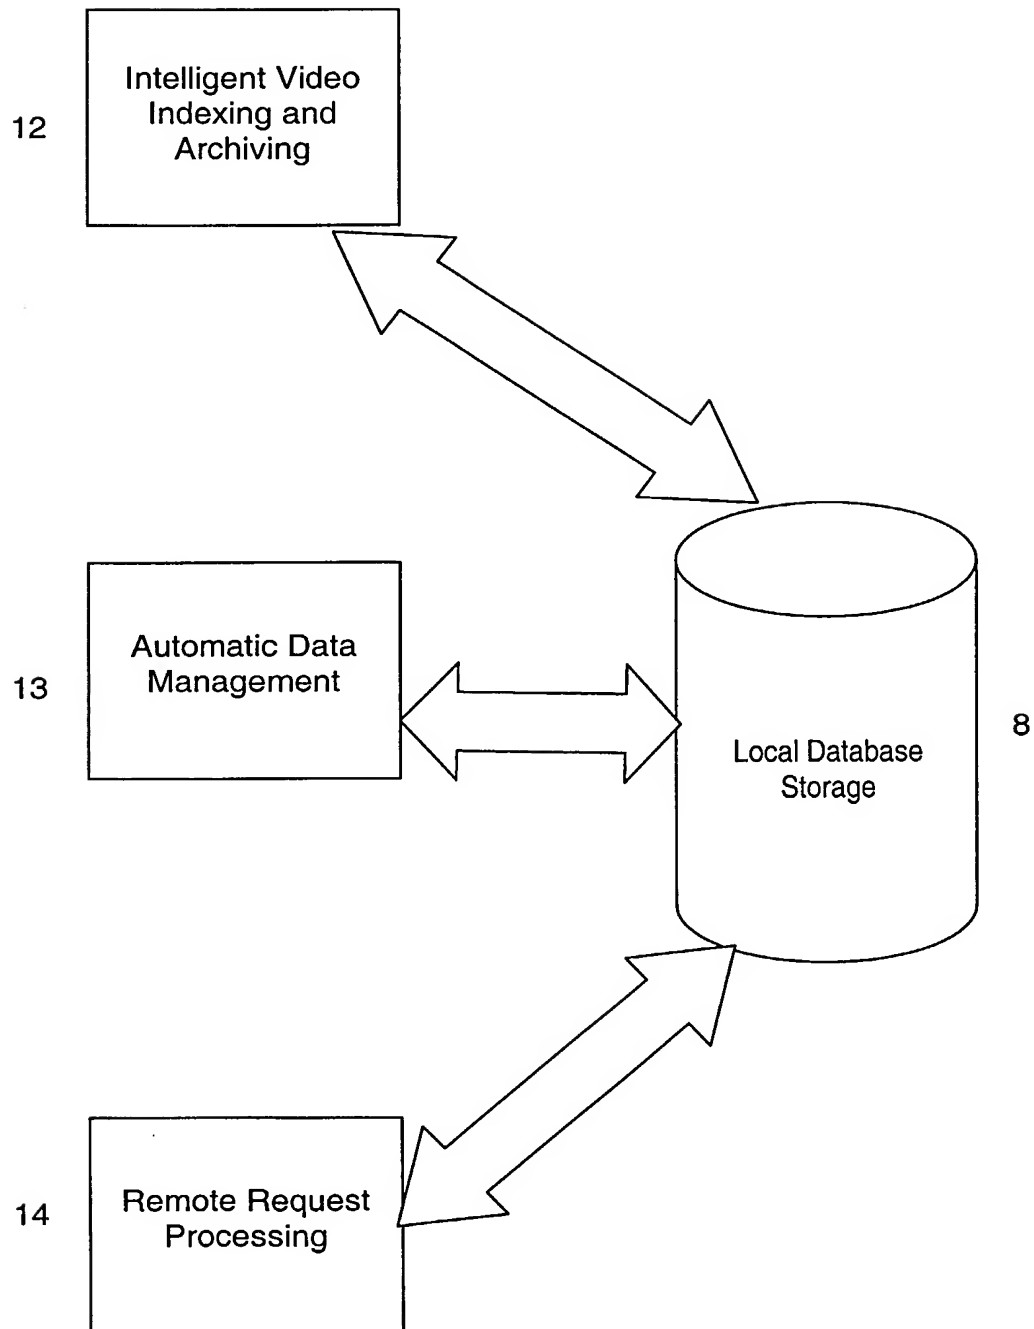 Intelligent Video
Indexing and
Archiving
12
Automatic Data
Management
13
Local Database
Storage
8
Remote Request
Processing
14